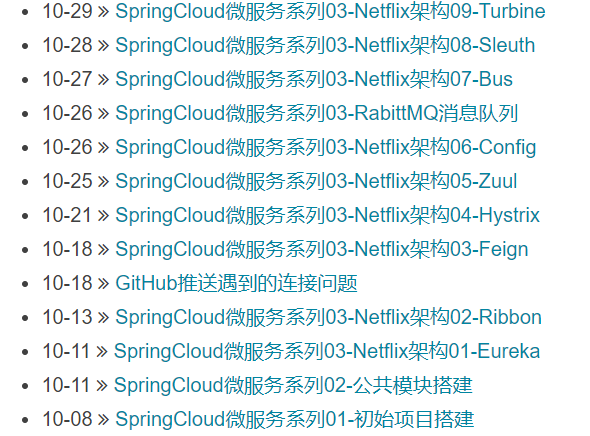 10-29 » SpringCloud微服务系列03-Netflix架构09-Turbine
10-28 » SpringCloud微服务系列03-Netflix架构08-Sleuth
10-27 » SpringCloud微服务系列03-Netflix架构07-Bus
10-26 » SpringCloud微服务系列03-RabittMQ消息队列
10-26 » SpringCloud微服务系列03-Netflix架构06-Config
10-25 » SpringCloud微服务系列03-Netflix架构05-Zuul
10-21 » SpringCloud微服务系列03-Netflix架构04-Hystrix
10-18 » SpringCloud微服务系列03-Netflix架构03-Feign
10-18 » GitHub推送遇到的连接问题
10-13 » SpringCloud微服务系列03-Netflix架构02-Ribbon
10-11 » SpringCloud微服务系列03-Netflix架构01-Eureka
10-11 » SpringCloud微服务系列02-公共模块搭建
10-08 » SpringCloud微服务系列01-初始项目搭建